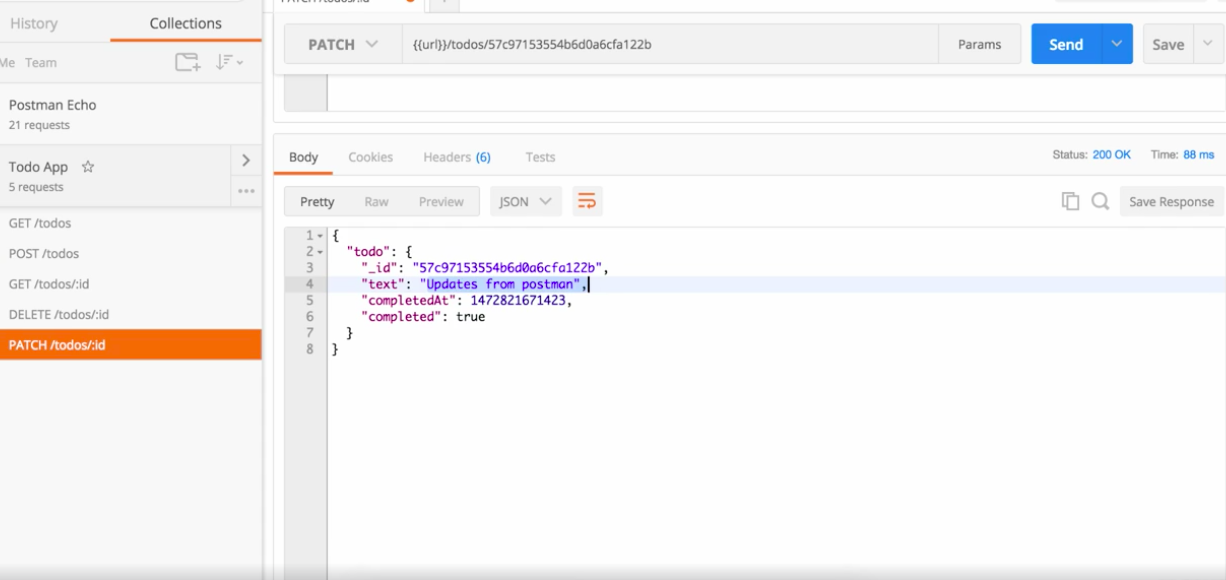 History Collections
Me Team
Postman Echo
21 requests
Todo App
5 requests
GET /todos
POST /todos
GET /todos/:id
DELETE /todos/:id
PATCH /todos/:id
PATCH /todos/:id
PATCH {{url}}/todos/57c97153554b6d0a6cfa122b Params Send Save
Body Cookies Headers (6) Tests Status: 200 OK Time: 88 ms
Pretty Raw Preview JSON Save Response
1 {
2 "todo": {
3 "_id": "57c97153554b6d0a6cfa122b",
4 "text": "Updates from postman",
5 "completedAt": 1472821671423,
6 "completed": true
7 }
8 }